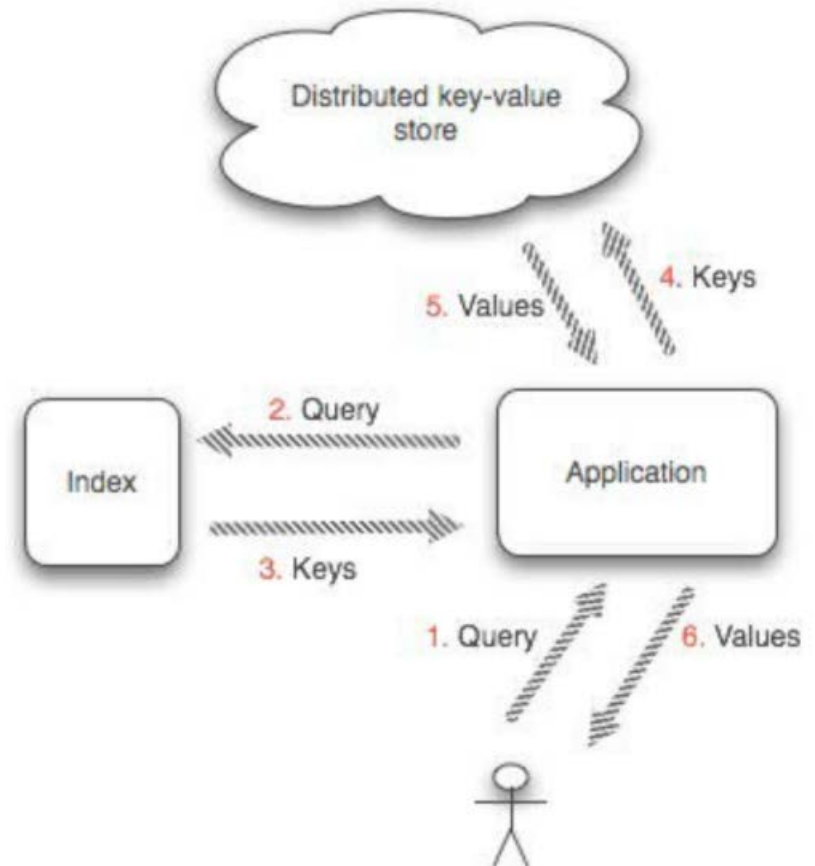 Distributed key-value
store
5. Values
4. Keys
2. Query
Index
Application
3. Keys
1. Query
6. Values